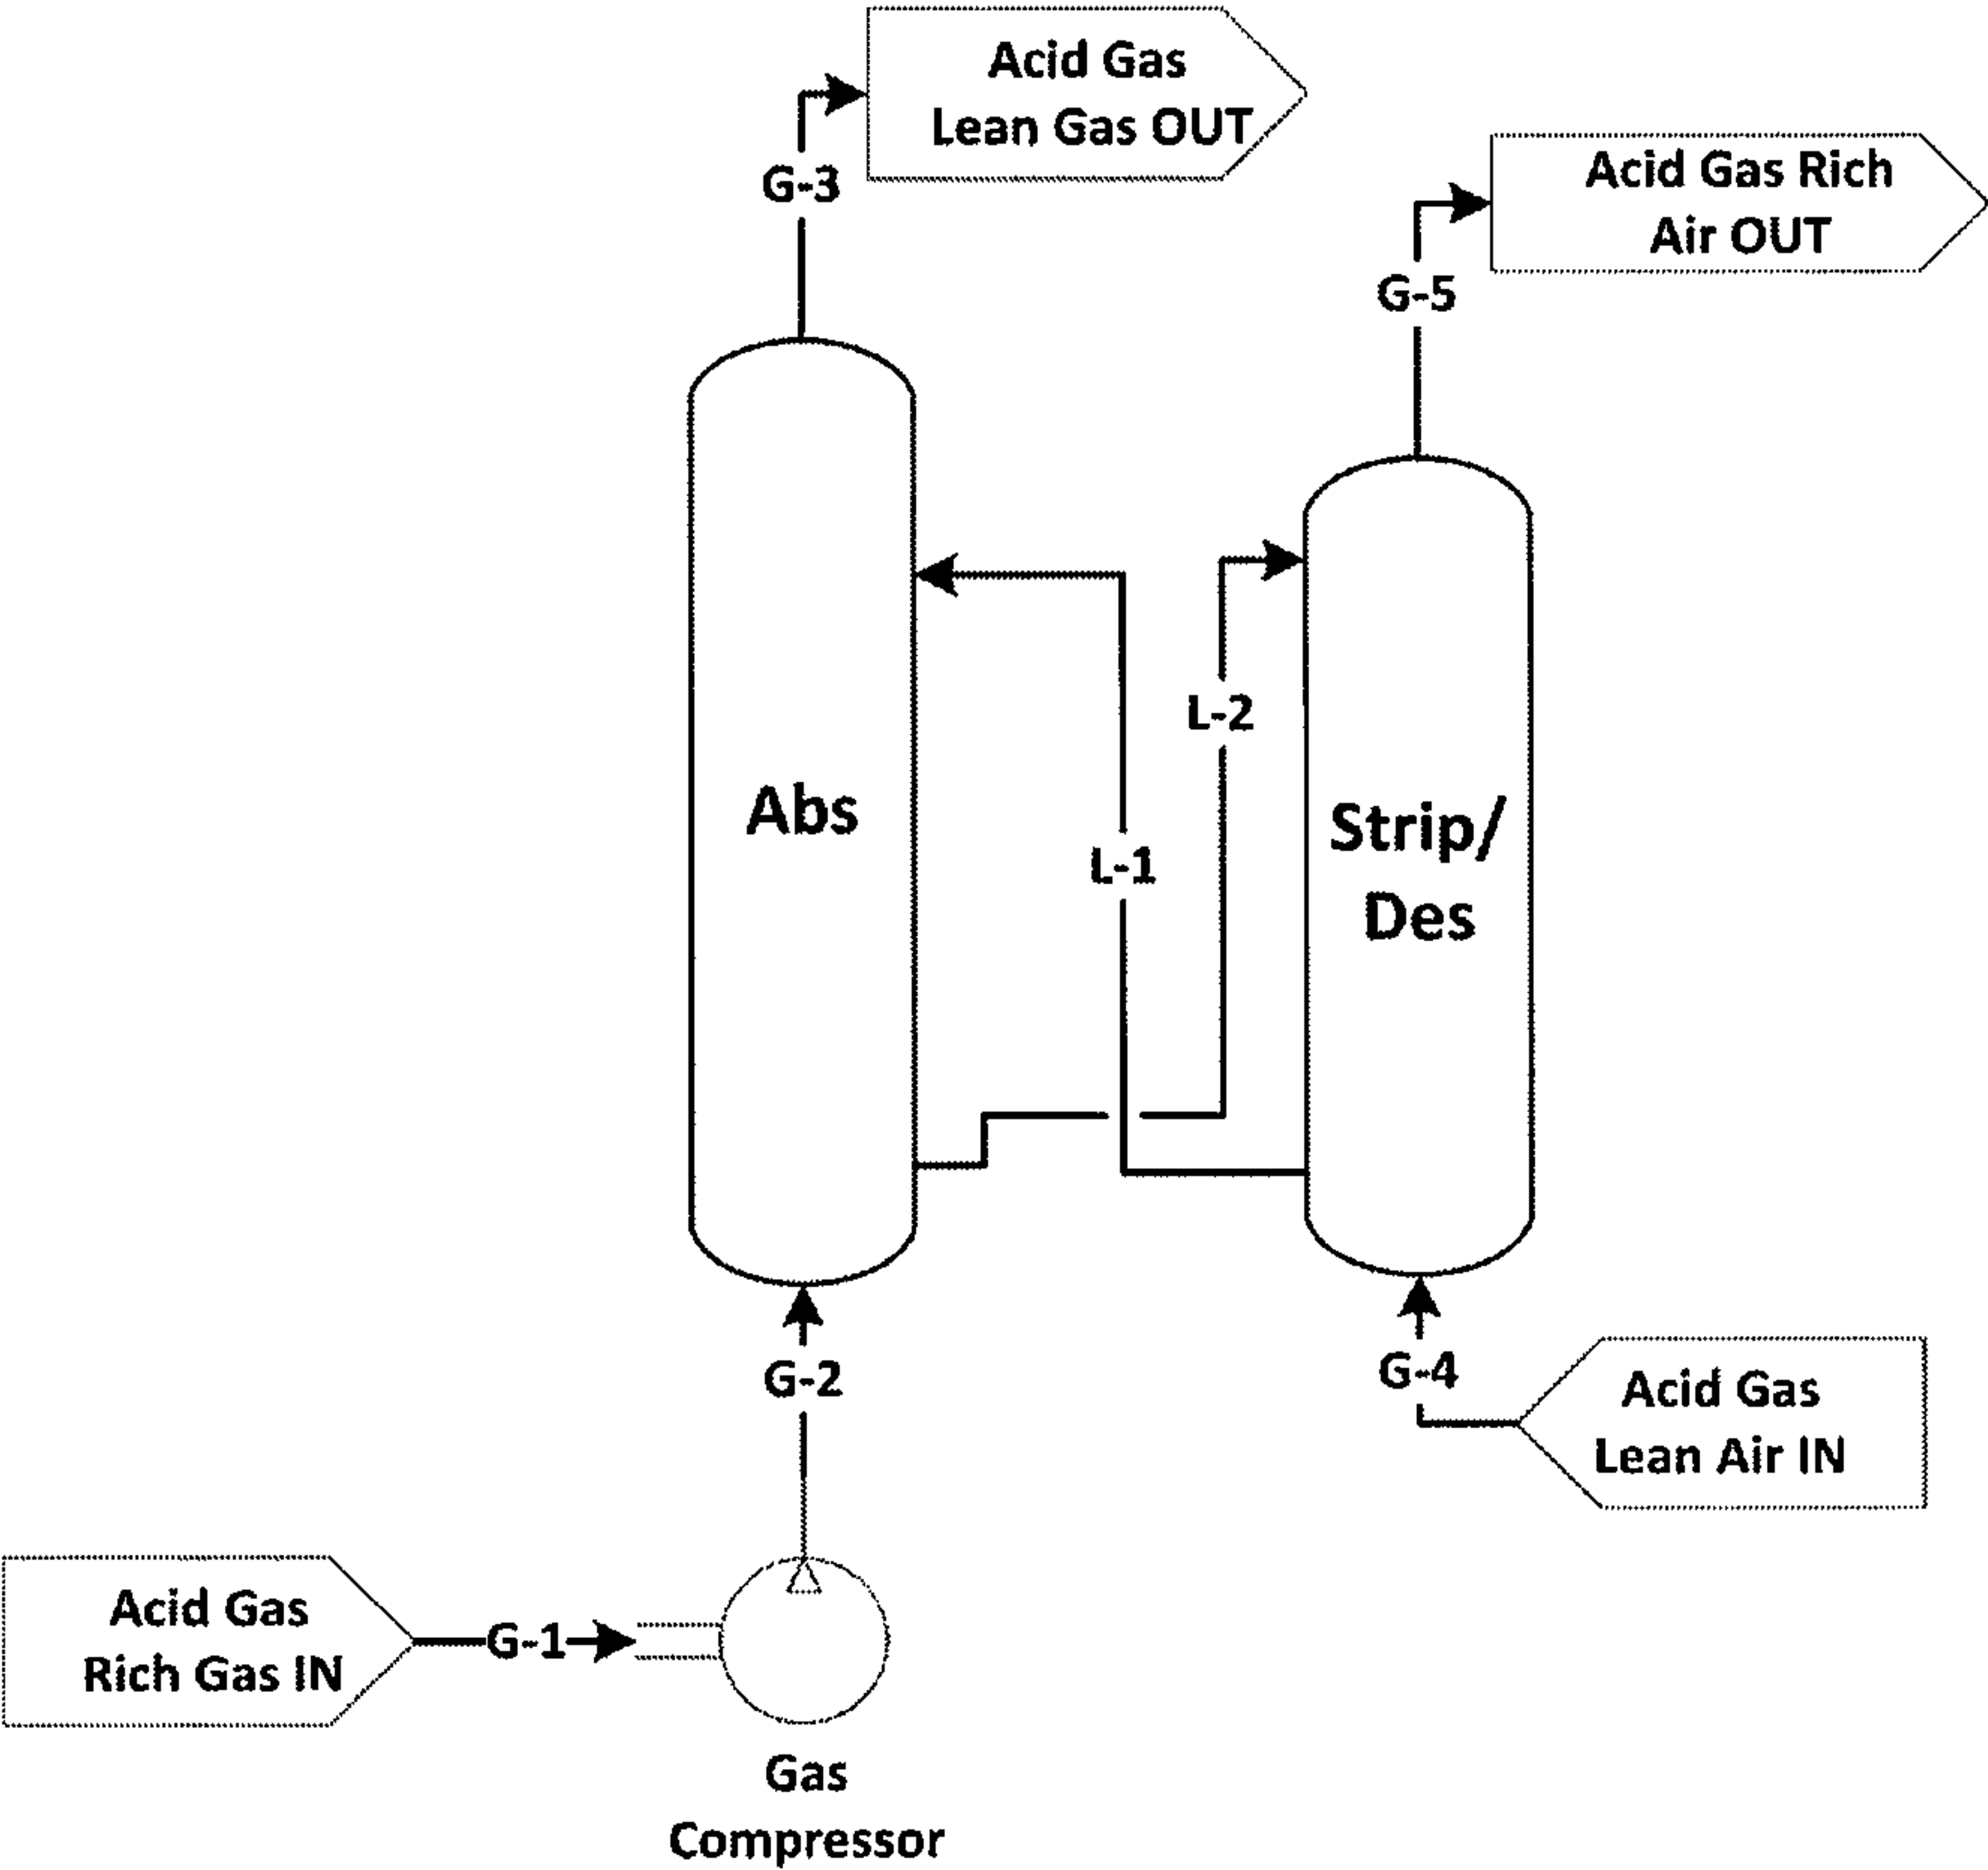 Acid Gas
Lean Gas OUT
G-3
Acid Gas Rich
Air OUT
G-5
L-2
Abs
L-1
Strip/
Des
G-2
G-4
Acid Gas
Lean Air IN
Acid Gas
Rich Gas IN
G-1
Gas
Compressor